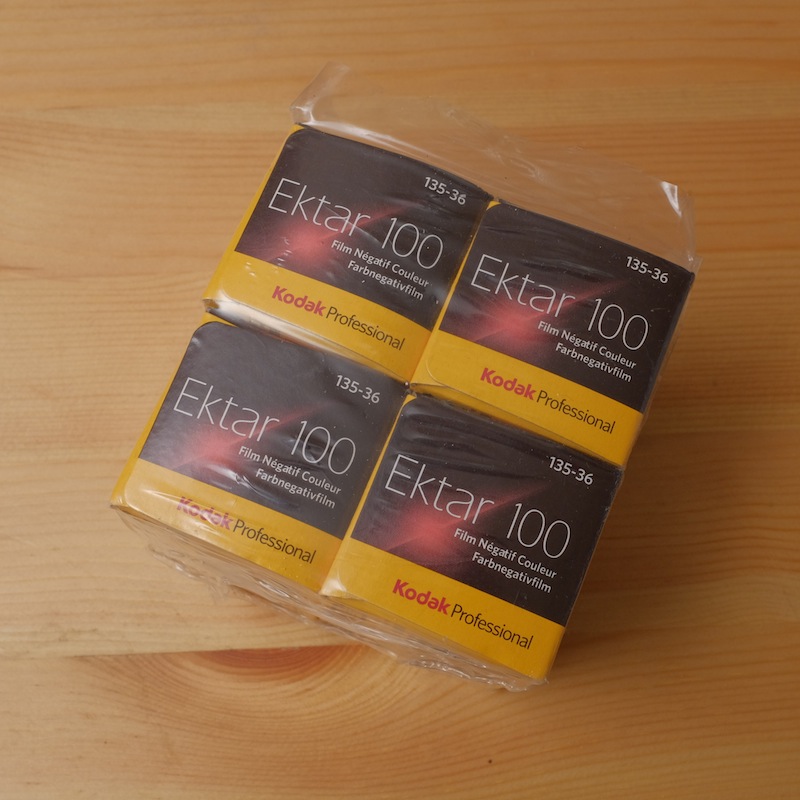 135-36
Ektar 100
Film Négatif Couleur
Farbnegativfilm
Kodak Professional
135-36
Ektar 100
Film Négatif Couleur
Farbnegativfilm
Kodak Professional
135-36
Ektar 100
Film Négatif Couleur
Farbnegativfilm
Kodak Professional
135-36
Ektar 100
Film Négatif Couleur
Farbnegativfilm
Kodak Professional